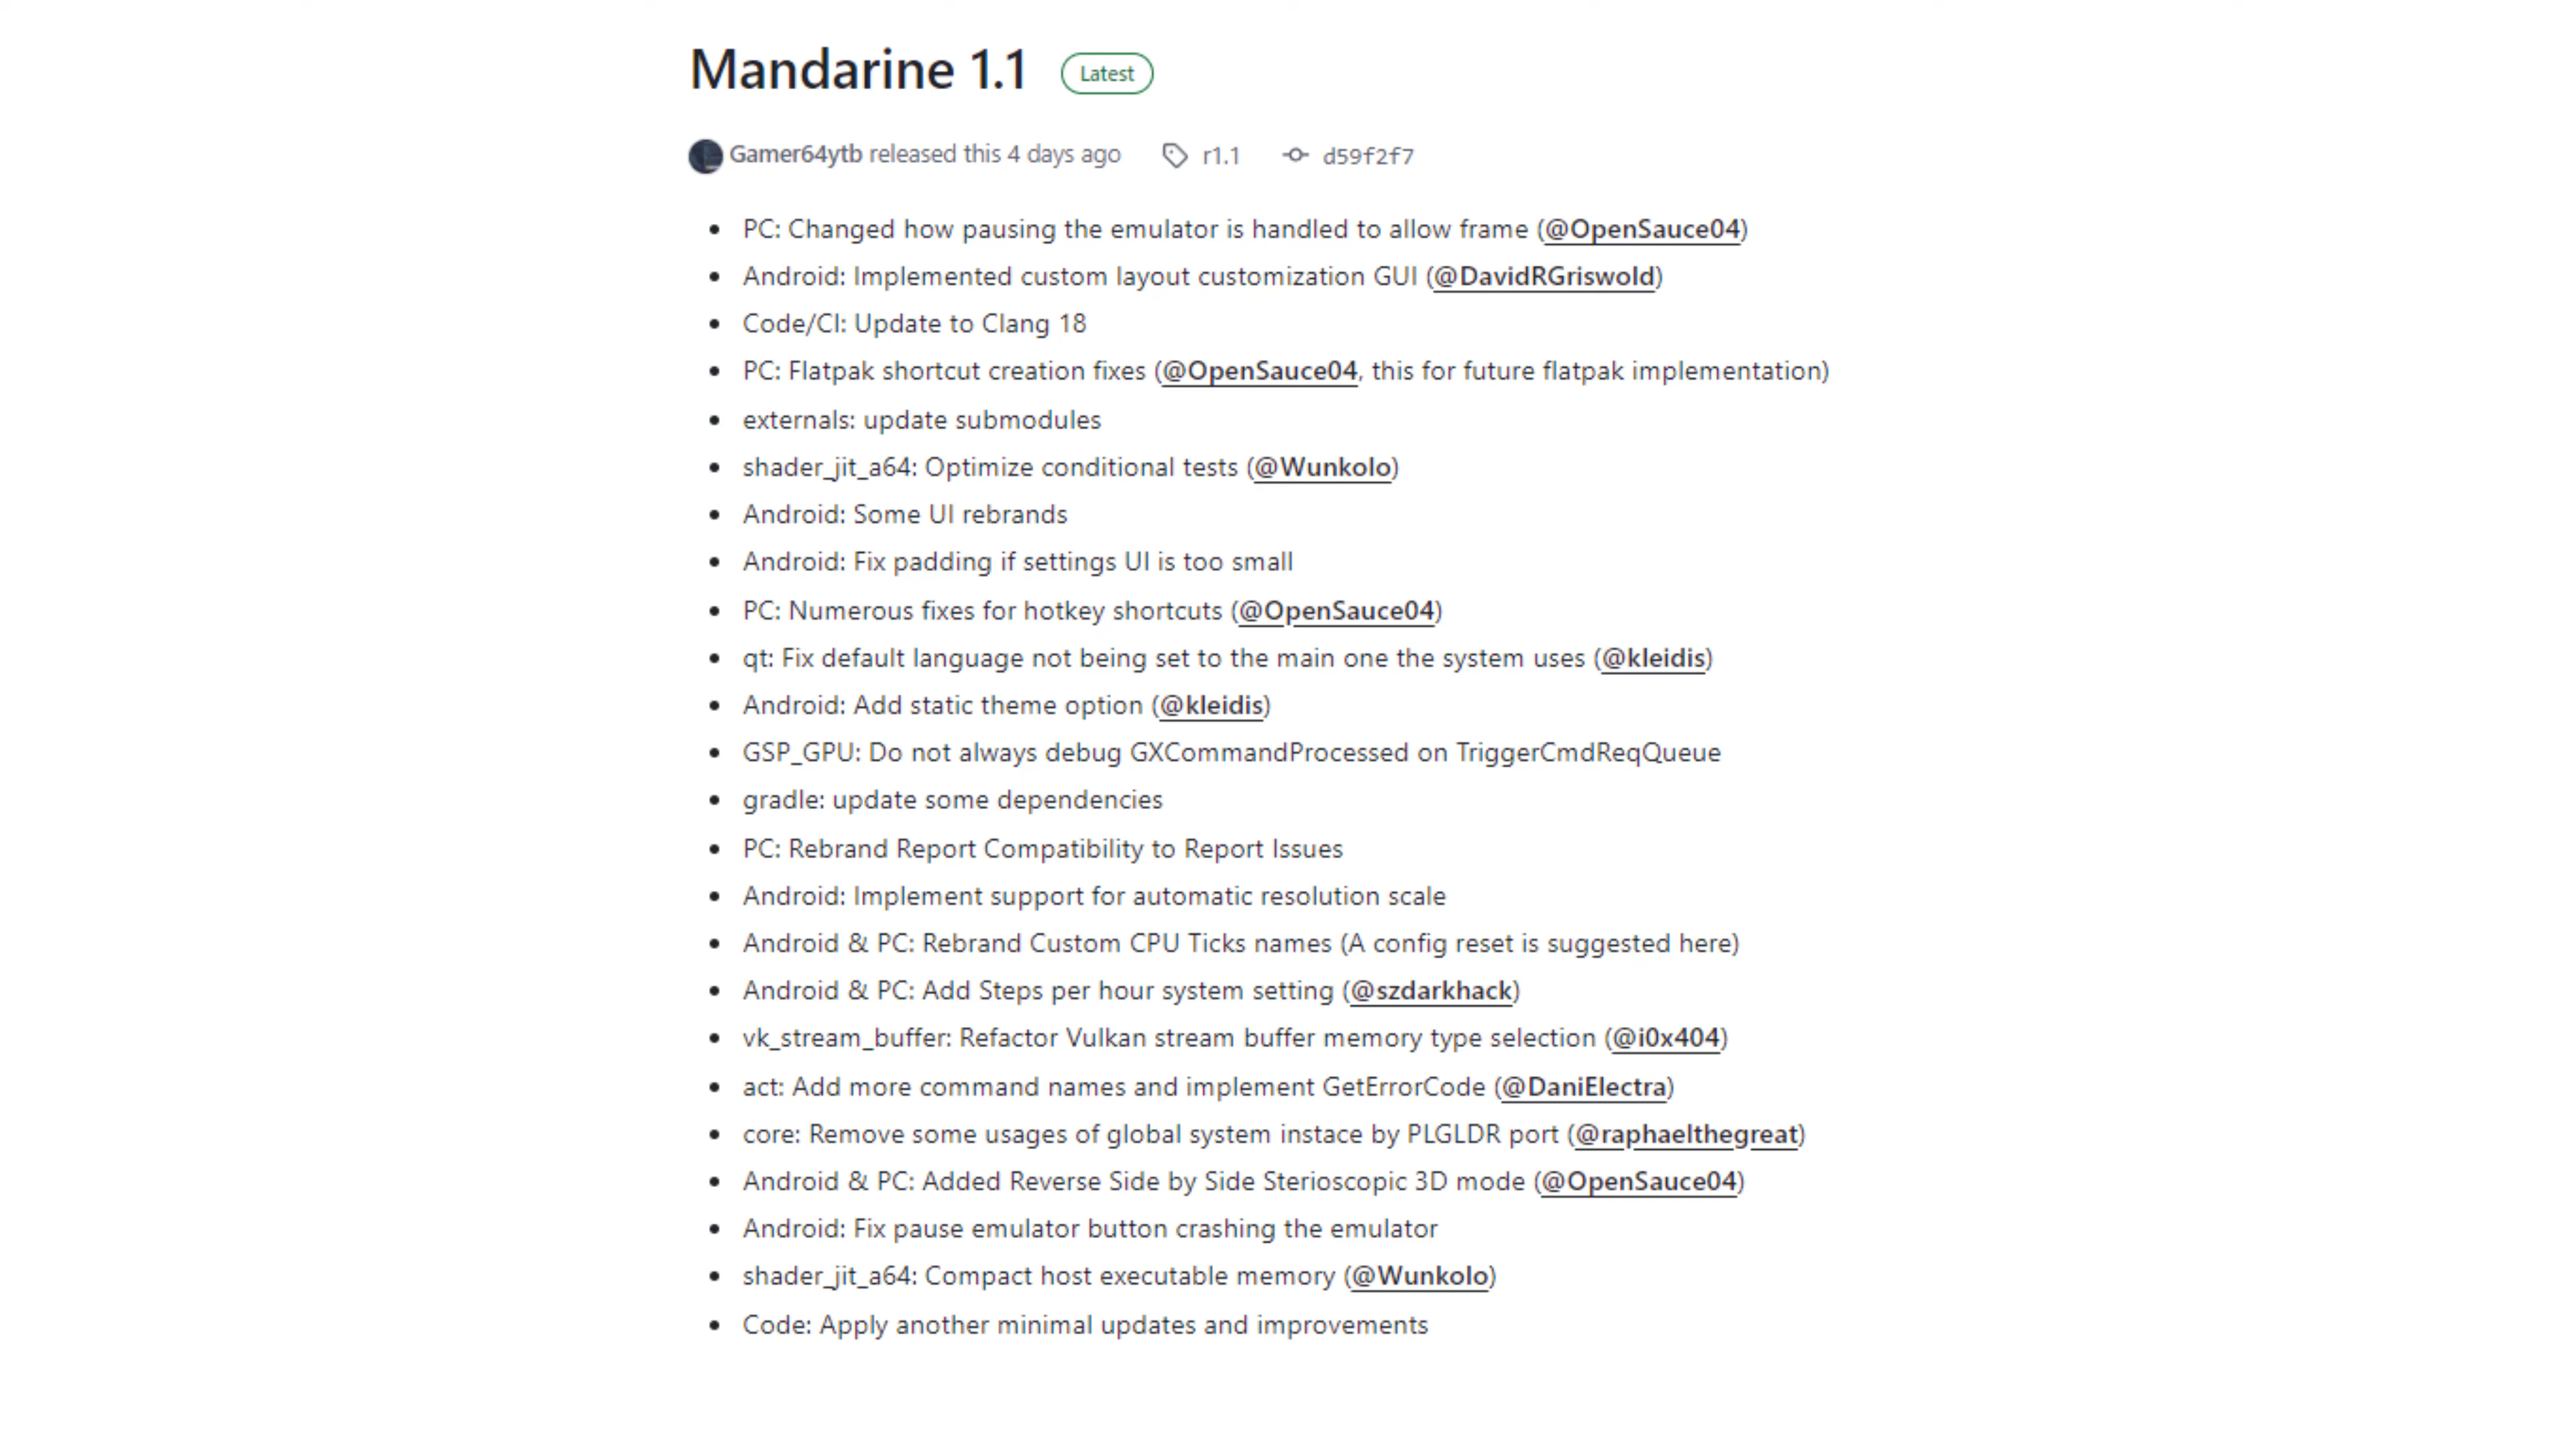 Mandarine 1.1 Latest
Gamer64ytb released this 4 days ago r1.1 d59f2f7
PC: Changed how pausing the emulator is handled to allow frame (@OpenSauce04)
Android: Implemented custom layout customization GUI (@DavidRGriswold)
Code/CI: Update to Clang 18
PC: Flatpak shortcut creation fixes (@OpenSauce04, this for future flatpak implementation)
externals: update submodules
shader_jit_a64: Optimize conditional tests (@Wunkolo)
Android: Some UI rebrands
Android: Fix padding if settings UI is too small
PC: Numerous fixes for hotkey shortcuts (@OpenSauce04)
qt: Fix default language not being set to the main one the system uses (@kleidis)
Android: Add static theme option (@kleidis)
GSP_GPU: Do not always debug GXCommandProcessed on TriggerCmdReqQueue
gradle: update some dependencies
PC: Rebrand Report Compatibility to Report Issues
Android: Implement support for automatic resolution scale
Android & PC: Rebrand Custom CPU Ticks names (A config reset is suggested here)
Android & PC: Add Steps per hour system setting (@szdarkhack)
vk_stream_buffer: Refactor Vulkan stream buffer memory type selection (@i0x404)
act: Add more command names and implement GetErrorCode (@DaniElectra)
core: Remove some usages of global system instace by PLGLDR port (@raphaelthegreat)
Android & PC: Added Reverse Side by Side Sterioscopic 3D mode (@OpenSauce04)
Android: Fix pause emulator button crashing the emulator
shader_jit_a64: Compact host executable memory (@Wunkolo)
Code: Apply another minimal updates and improvements